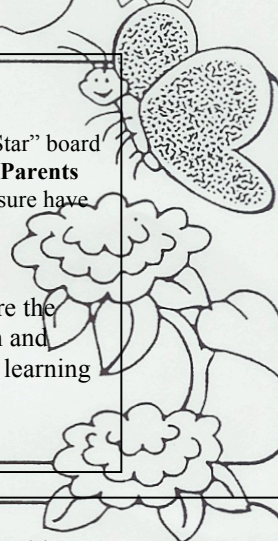 Star” board
Parents
sure have
re the
and
learning